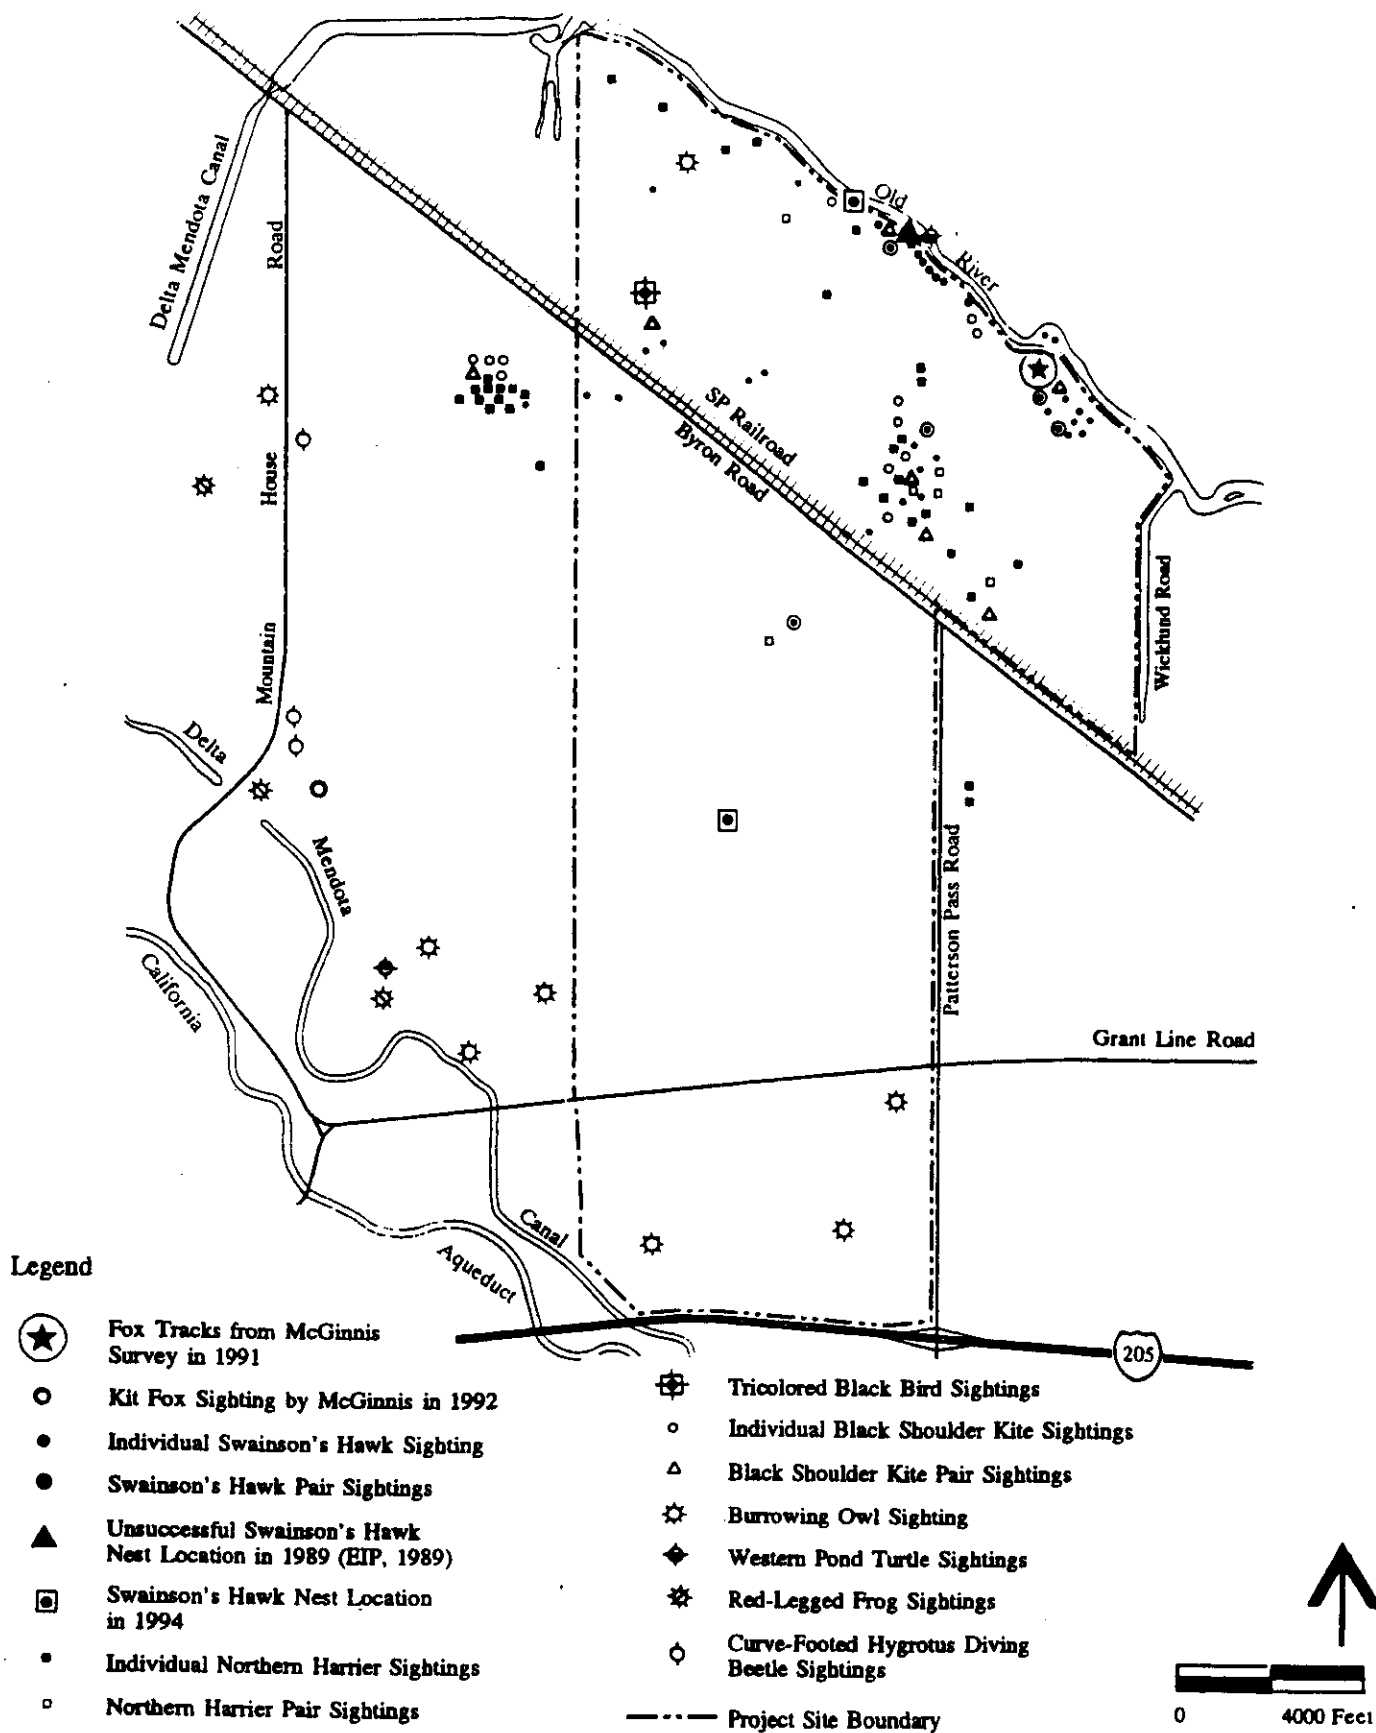 Delta Mendota Canal
Road
House
Mountain
Old
River
SP Railroad
Byron Road
Wicklund Road
Delta
Mendota
California
Patterson Pass Road
Grant Line Road
Canal
Aqueduct
205
Legend
Fox Tracks from McGinnis
Survey in 1991
Kit Fox Sighting by McGinnis in 1992
Individual Swainson's Hawk Sighting
Swainson's Hawk Pair Sightings
Unsuccessful Swainson's Hawk
Nest Location in 1989 (EIP, 1989)
Swainson's Hawk Nest Location
in 1994
Individual Northern Harrier Sightings
Northern Harrier Pair Sightings
Tricolored Black Bird Sightings
Individual Black Shoulder Kite Sightings
Black Shoulder Kite Pair Sightings
Burrowing Owl Sighting
Western Pond Turtle Sightings
Red-Legged Frog Sightings
Curve-Footed Hygrotus Diving
Beetle Sightings
Project Site Boundary
0 4000 Feet